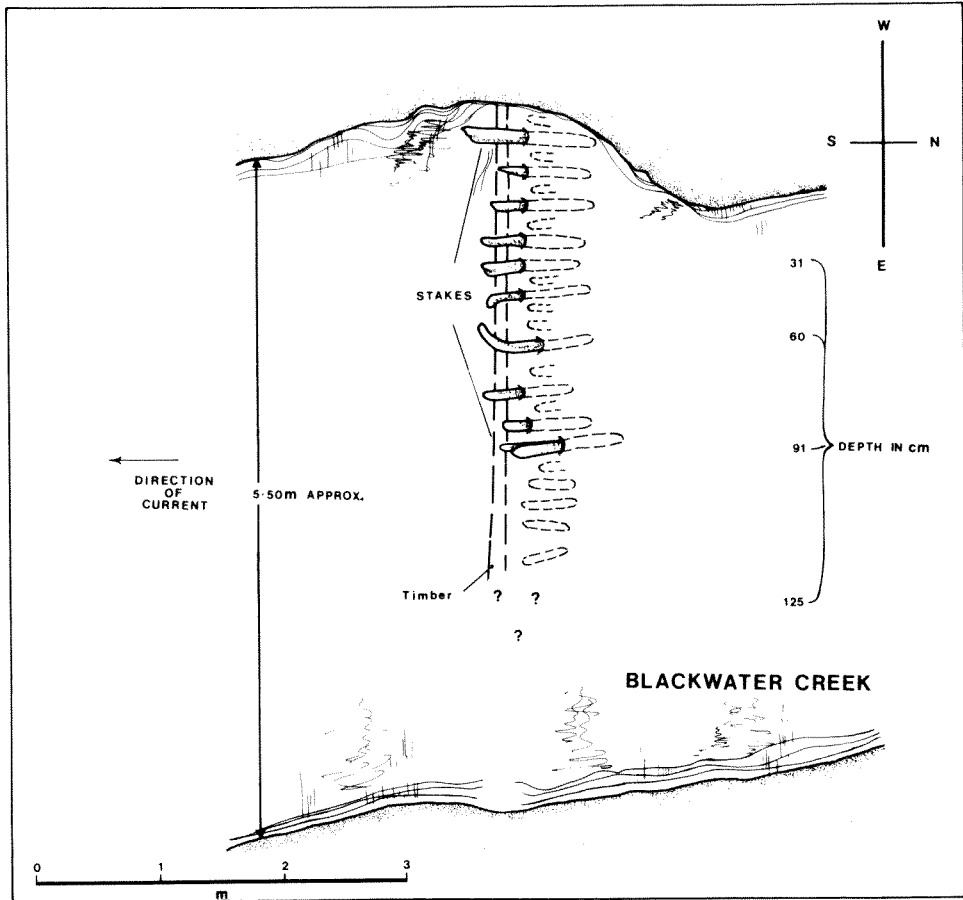 W
S N
E
31
STAKES
60
91 DEPTH IN cm
DIRECTION
OF
CURRENT
5·50m APPROX.
Timber ? ?
125
?
BLACKWATER CREEK
0 1 2 3
m